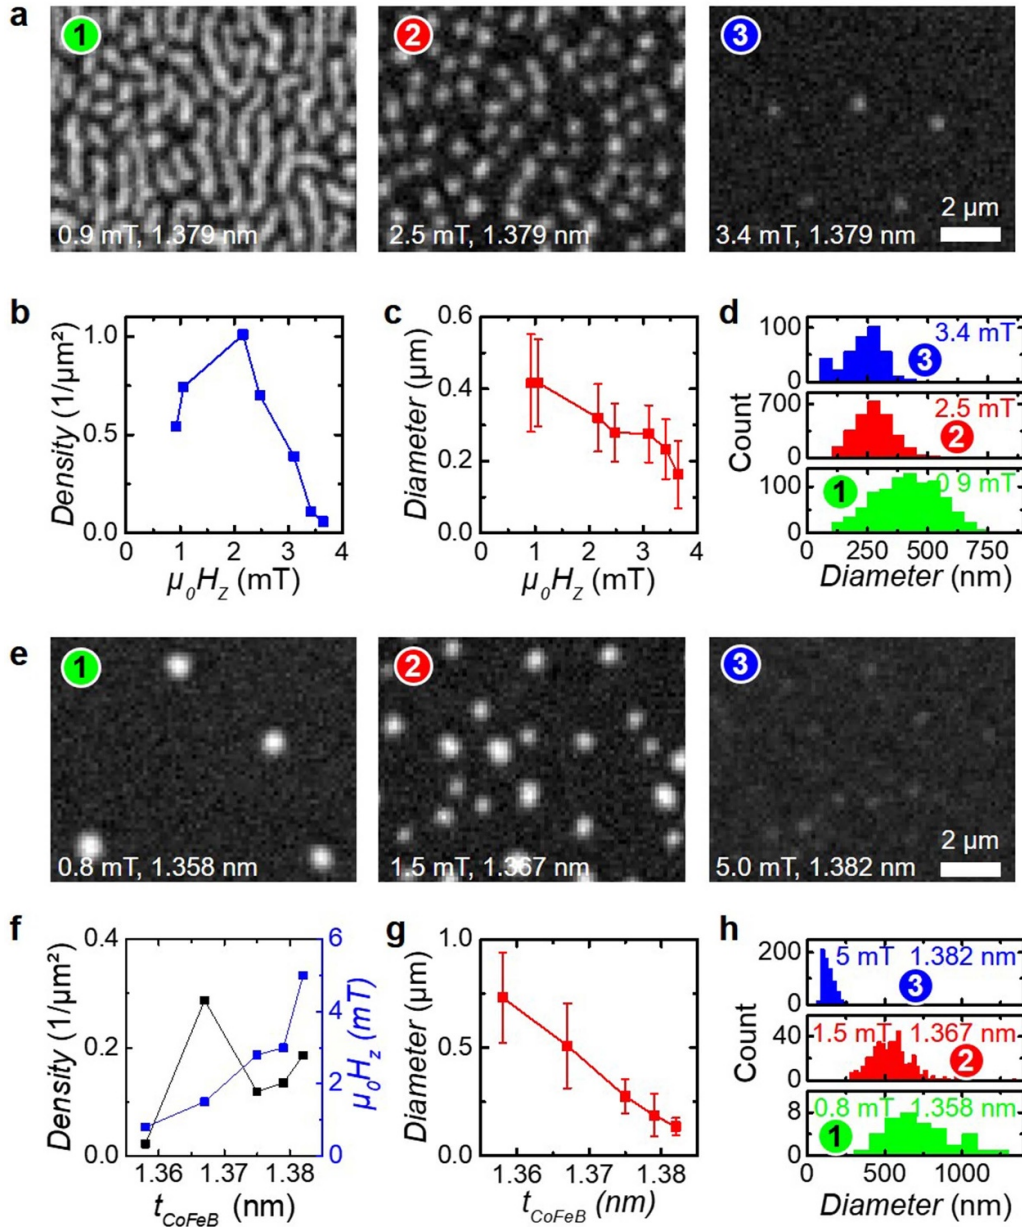 a
1
2
3
0.9 mT, 1.379 nm
2.5 mT, 1.379 nm
3.4 mT, 1.379 nm
2 μm
b
1.0
0.5
0.0
Density (1/μm²)
0 1 2 3 4
μ₀H_Z (mT)
c
0.6
0.4
0.2
0.0
Diameter (μm)
0 1 2 3 4
μ₀H_Z (mT)
d
100
0
3.4 mT
3
700
0
2.5 mT
2
100
0
0.9 mT
1
Count
250 500 750
Diameter (nm)
e
1
2
3
0.8 mT, 1.358 nm
1.5 mT, 1.367 nm
5.0 mT, 1.382 nm
2 μm
f
0.4
0.2
0.0
Density (1/μm²)
6
4
2
0
μ₀H_z (mT)
1.36 1.37 1.38
t_CoFeB (nm)
g
1.0
0.5
0.0
Diameter (μm)
1.36 1.37 1.38
t_CoFeB (nm)
h
200
0
5 mT 1.382 nm
3
40
0
1.5 mT 1.367 nm
2
8
0
0.8 mT 1.358 nm
1
Count
0 500 1000
Diameter (nm)